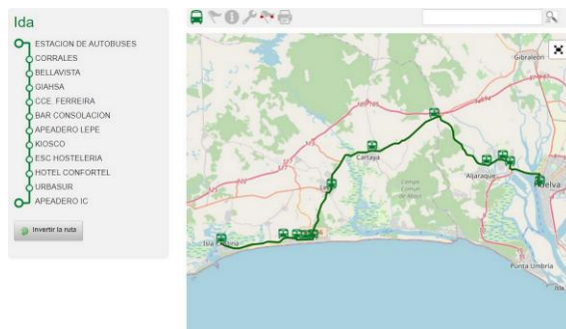 Ida
ESTACION DE AUTOBUSES
CORRALES
BELLAVISTA
GIAHSA
CCE. FERREIRA
BAR CONSOLACION
APEADERO LEPE
KIOSCO
ESC HOSTELERIA
HOTEL CONFORTEL
URBASUR
APEADERO IC
Invertir la ruta
Gibraleón
Cartaya
Aljaraque
Huelva
Isla
Punta Umbría